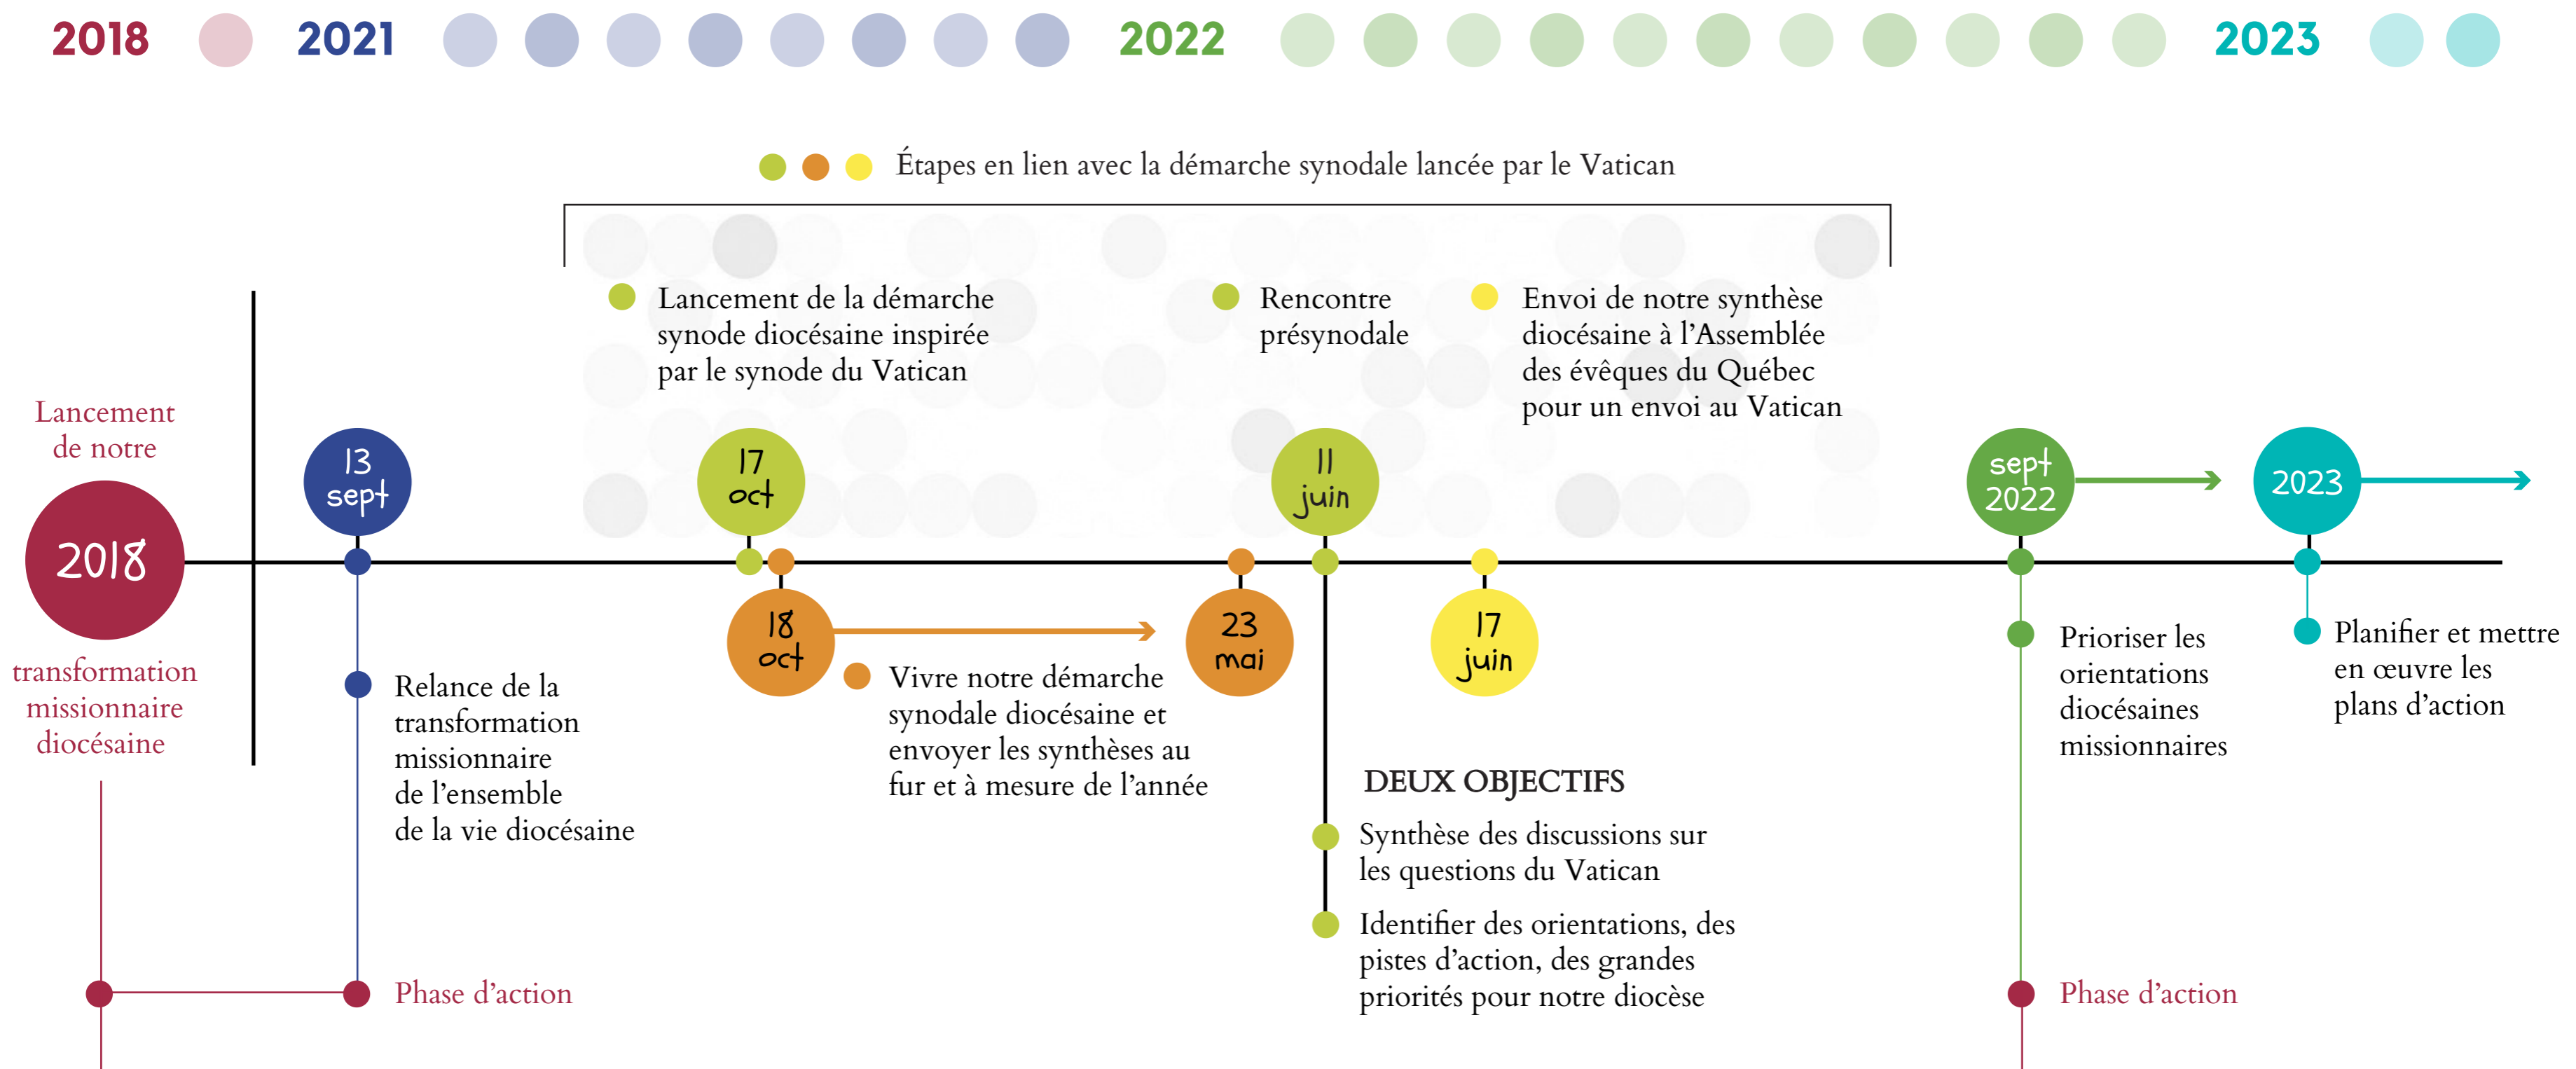 2018 2021 2022 2023
Étapes en lien avec la démarche synodale lancée par le Vatican
Lancement de la démarche
synode diocésaine inspirée
par le synode du Vatican
Rencontre
présynodale
Envoi de notre synthèse
diocésaine à l’Assemblée
des évêques du Québec
pour un envoi au Vatican
Lancement
de notre
2018
transformation
missionnaire
diocésaine
13
sept
17
oct
11
juin
sept
2022
2023
18
oct
23
mai
17
juin
Relance de la
transformation
missionnaire
de l’ensemble
de la vie diocésaine
Vivre notre démarche
synodale diocésaine et
envoyer les synthèses au
fur et à mesure de l’année
DEUX OBJECTIFS
Synthèse des discussions sur
les questions du Vatican
Identifier des orientations, des
pistes d’action, des grandes
priorités pour notre diocèse
Prioriser les
orientations
diocésaines
missionnaires
Planifier et mettre
en œuvre les
plans d’action
Phase d’action
Phase d’action